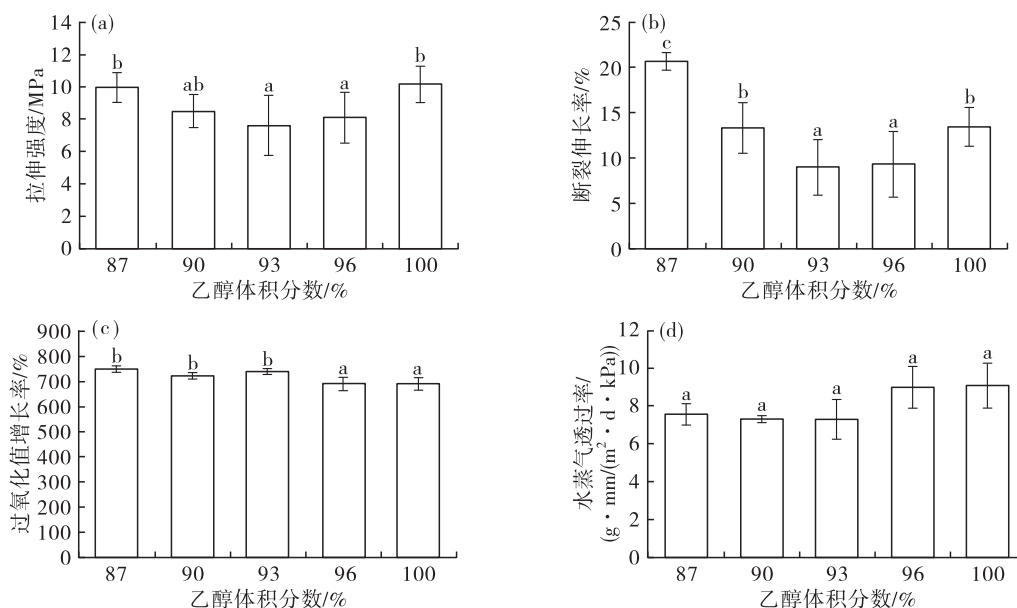 (a)
14
12
10
8
6
4
2
0
拉伸强度/MPa
b
ab
a
a
b
87 90 93 96 100
乙醇体积分数/%
(b)
25
20
15
10
5
0
断裂伸长率/%
c
b
a
a
b
87 90 93 96 100
乙醇体积分数/%
(c)
900
800
700
600
500
400
300
200
100
0
过氧化值增长率/%
b
b
b
a
a
87 90 93 96 100
乙醇体积分数/%
(d)
12
10
8
6
4
2
0
水蒸气透过率/
(g·mm/(m²·d·kPa))
a
a
a
a
a
87 90 93 96 100
乙醇体积分数/%